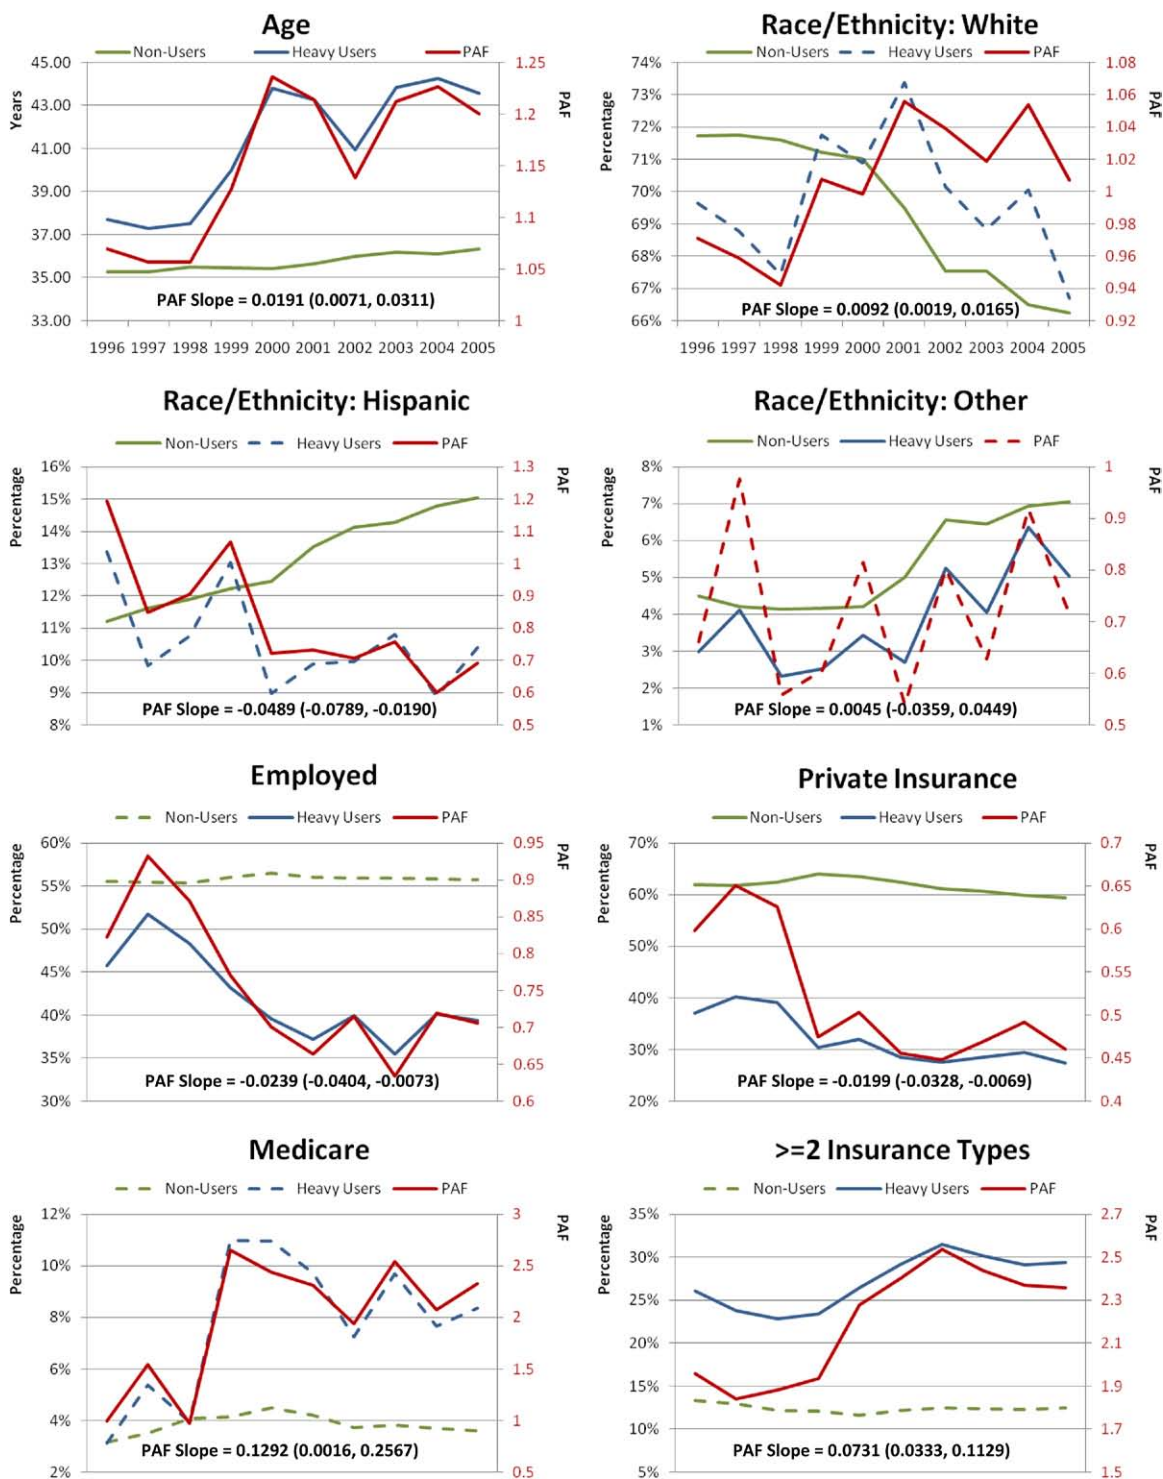 Age
Non-Users Heavy Users PAF
Years
45.00
43.00
41.00
39.00
37.00
35.00
33.00
1.25
1.2
1.15
1.1
1.05
1
PAF
PAF Slope = 0.0191 (0.0071, 0.0311)
1996 1997 1998 1999 2000 2001 2002 2003 2004 2005
Race/Ethnicity: White
Non-Users Heavy Users PAF
Percentage
74%
73%
72%
71%
70%
69%
68%
67%
66%
1.08
1.06
1.04
1.02
1
0.98
0.96
0.94
0.92
PAF
PAF Slope = 0.0092 (0.0019, 0.0165)
1996 1997 1998 1999 2000 2001 2002 2003 2004 2005
Race/Ethnicity: Hispanic
Non-Users Heavy Users PAF
Percentage
16%
15%
14%
13%
12%
11%
10%
9%
8%
1.3
1.2
1.1
1
0.9
0.8
0.7
0.6
0.5
PAF
PAF Slope = -0.0489 (-0.0789, -0.0190)
Race/Ethnicity: Other
Non-Users Heavy Users PAF
Percentage
8%
7%
6%
5%
4%
3%
2%
1%
1
0.9
0.8
0.7
0.6
0.5
PAF
PAF Slope = 0.0045 (-0.0359, 0.0449)
Employed
Non-Users Heavy Users PAF
Percentage
60%
55%
50%
45%
40%
35%
30%
0.95
0.9
0.85
0.8
0.75
0.7
0.65
0.6
PAF
PAF Slope = -0.0239 (-0.0404, -0.0073)
Private Insurance
Non-Users Heavy Users PAF
Percentage
70%
60%
50%
40%
30%
20%
0.7
0.65
0.6
0.55
0.5
0.45
0.4
PAF
PAF Slope = -0.0199 (-0.0328, -0.0069)
Medicare
Non-Users Heavy Users PAF
Percentage
12%
10%
8%
6%
4%
2%
3
2.5
2
1.5
1
0.5
PAF
PAF Slope = 0.1292 (0.0016, 0.2567)
>=2 Insurance Types
Non-Users Heavy Users PAF
Percentage
35%
30%
25%
20%
15%
10%
5%
2.7
2.5
2.3
2.1
1.9
1.7
1.5
PAF
PAF Slope = 0.0731 (0.0333, 0.1129)